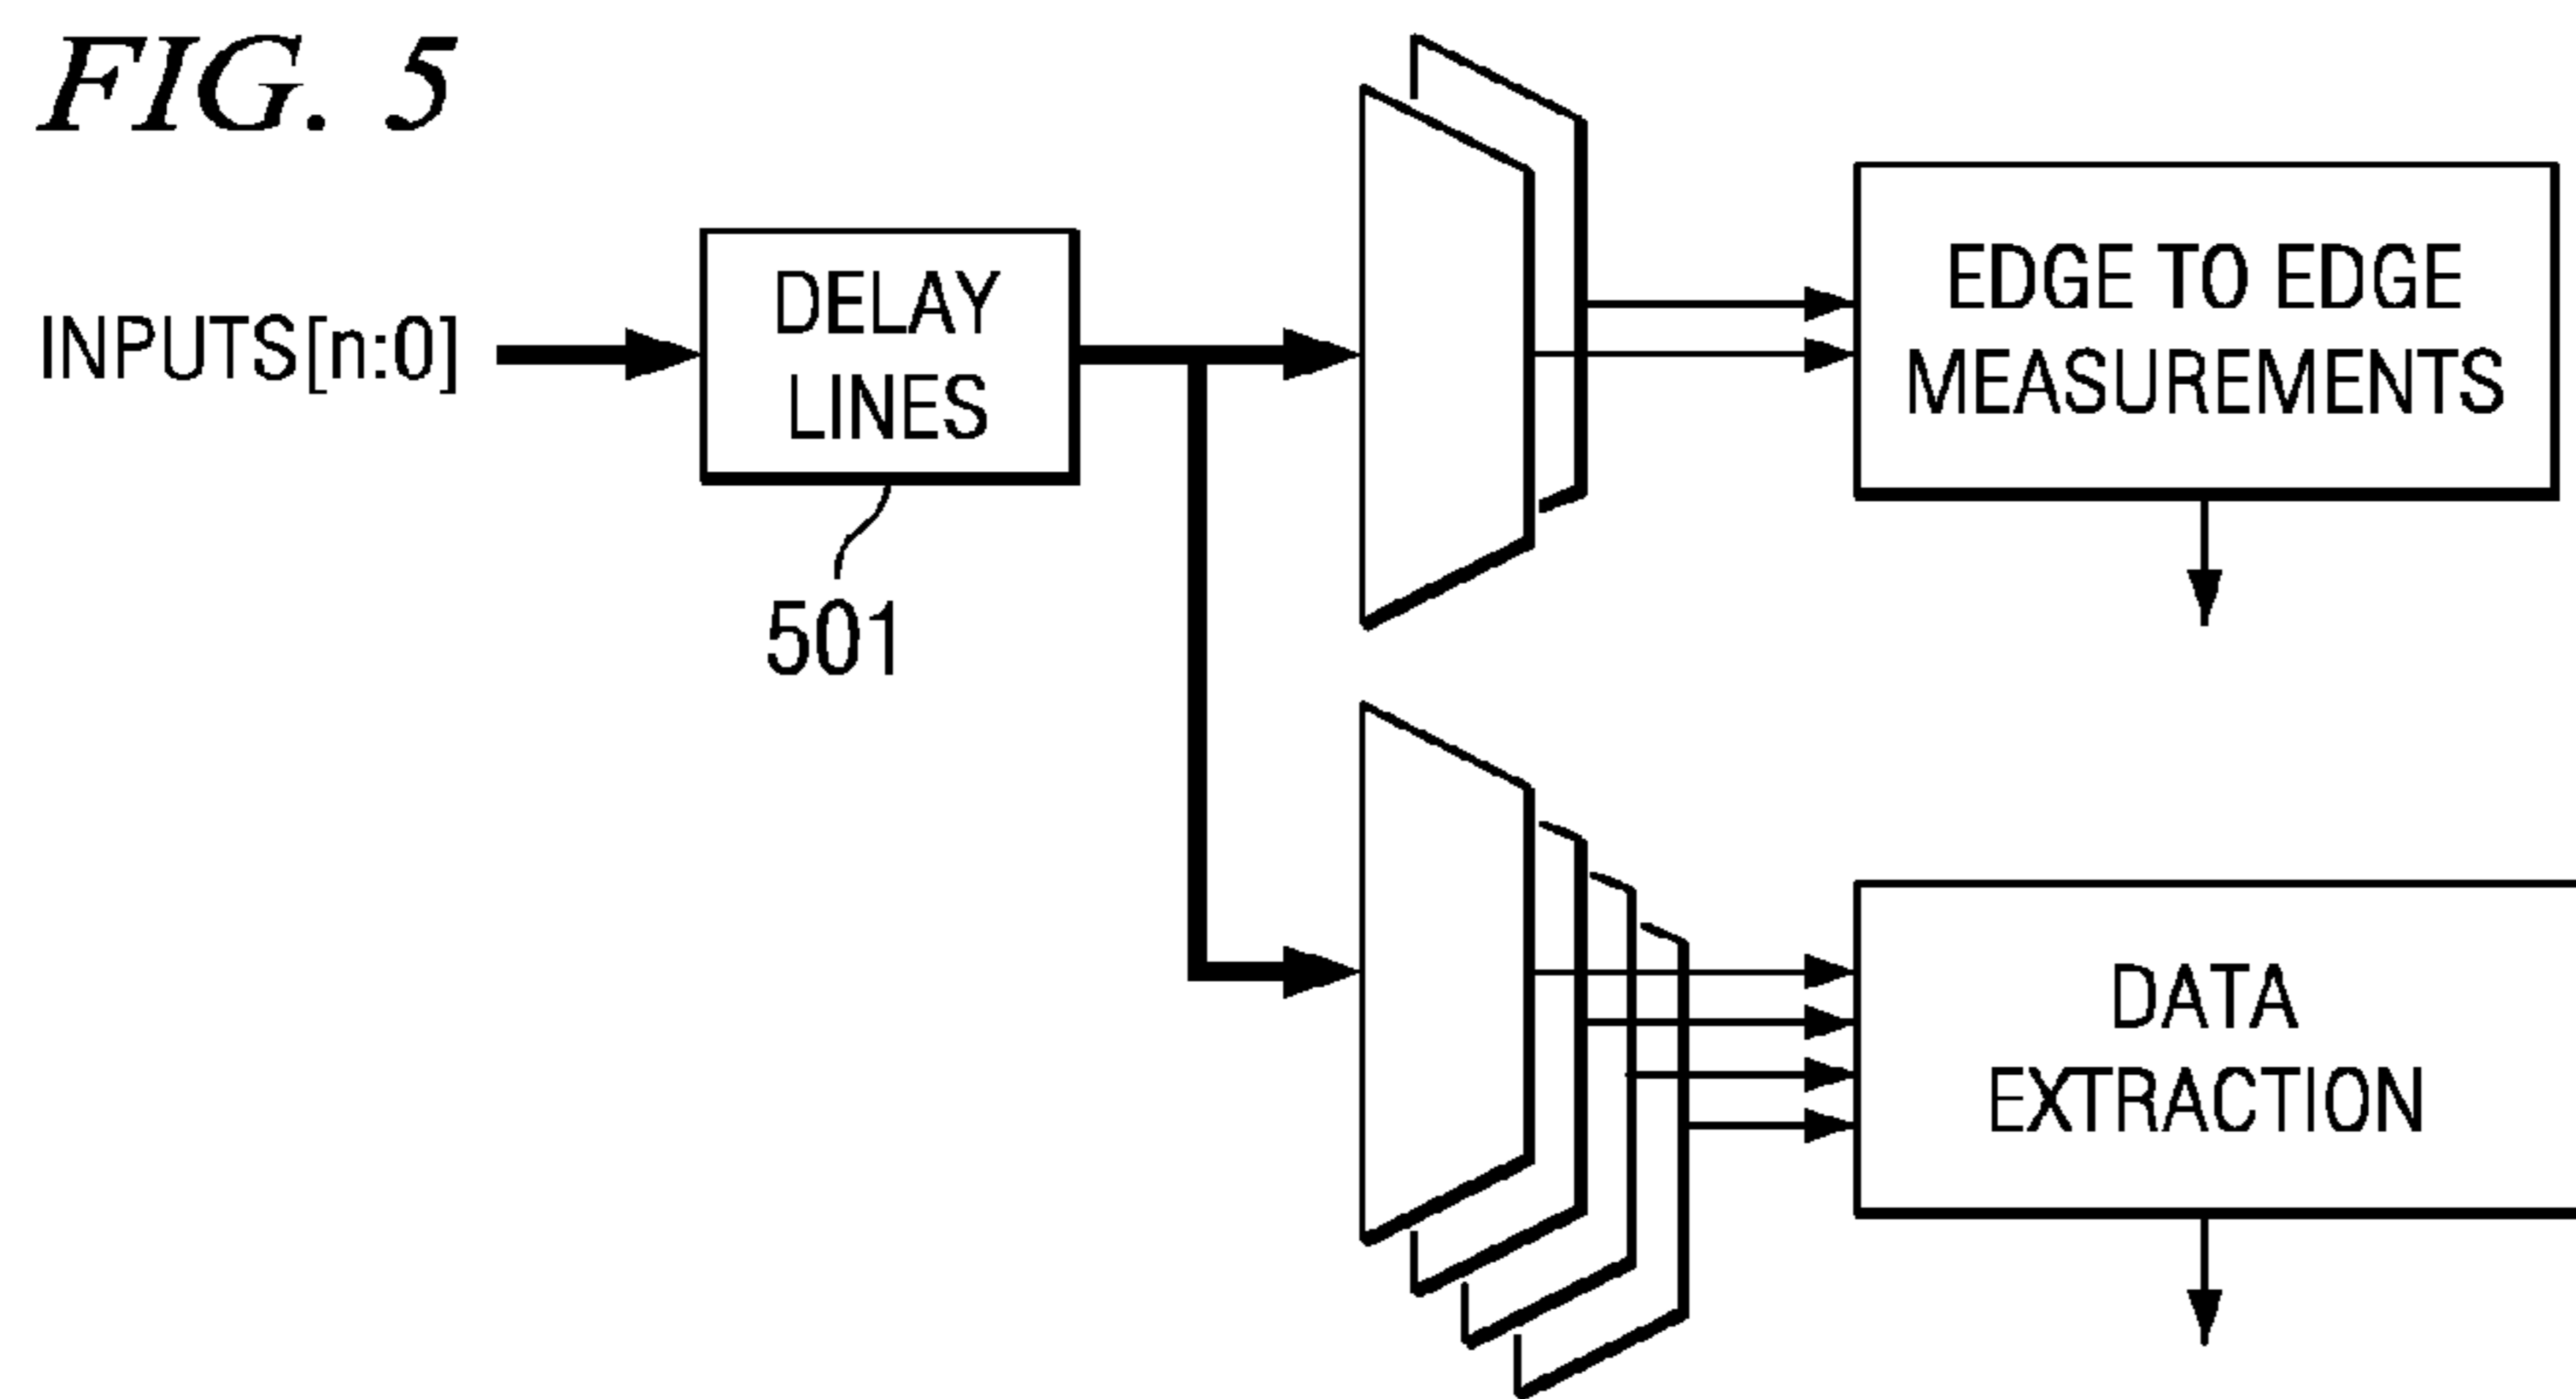 FIG. 5
INPUTS[n:0]
DELAY
LINES
501
EDGE TO EDGE
MEASUREMENTS
DATA
EXTRACTION